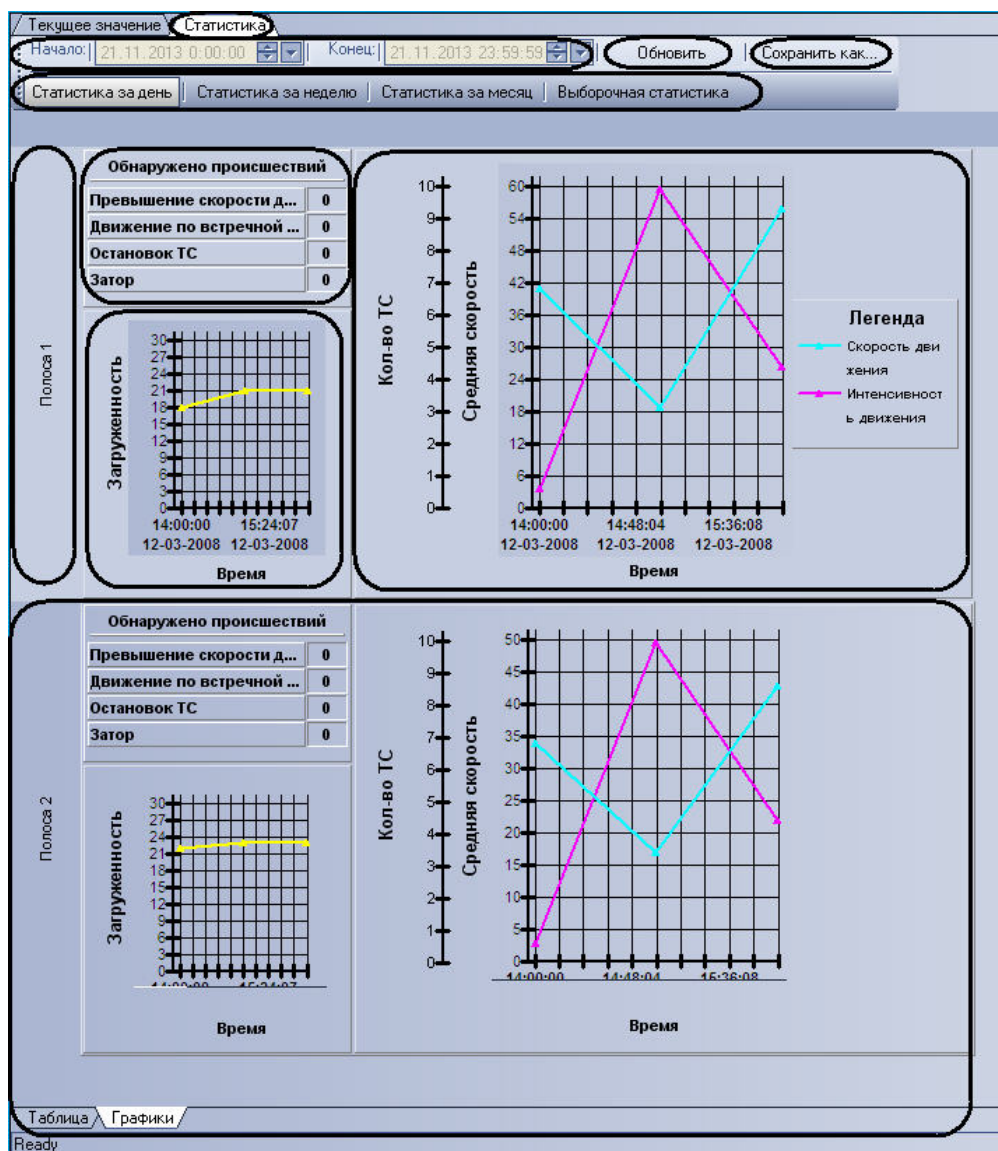 Текущее значение Статистика
Начало: 21.11.2013 0:00:00 Конец: 21.11.2013 23:59:59 Обновить Сохранить как...
Статистика за день Статистика за неделю Статистика за месяц Выборочная статистика
Полоса 1
Обнаружено происшествий
Превышение скорости д... 0
Движение по встречной ... 0
Остановок ТС 0
Затор 0
Загруженность
30
27
24
21
18
15
12
9
6
3
0
14:00:00 15:24:07
12-03-2008 12-03-2008
Время
Кол-во ТС
10
9
8
7
6
5
4
3
2
1
0
Средняя скорость
60
54
48
42
36
30
24
18
12
6
0
14:00:00 14:48:04 15:36:08
12-03-2008 12-03-2008 12-03-2008
Время
Легенда
Скорость дви
жения
Интенсивност
ь движения
Полоса 2
Обнаружено происшествий
Превышение скорости д... 0
Движение по встречной ... 0
Остановок ТС 0
Затор 0
Загруженность
30
27
24
21
18
15
12
9
6
3
0
14:00:00 15:24:07
Время
Кол-во ТС
10
9
8
7
6
5
4
3
2
1
0
Средняя скорость
50
45
40
35
30
25
20
15
10
5
0
14:00:00 14:48:04 15:36:08
Время
Таблица Графики
Ready